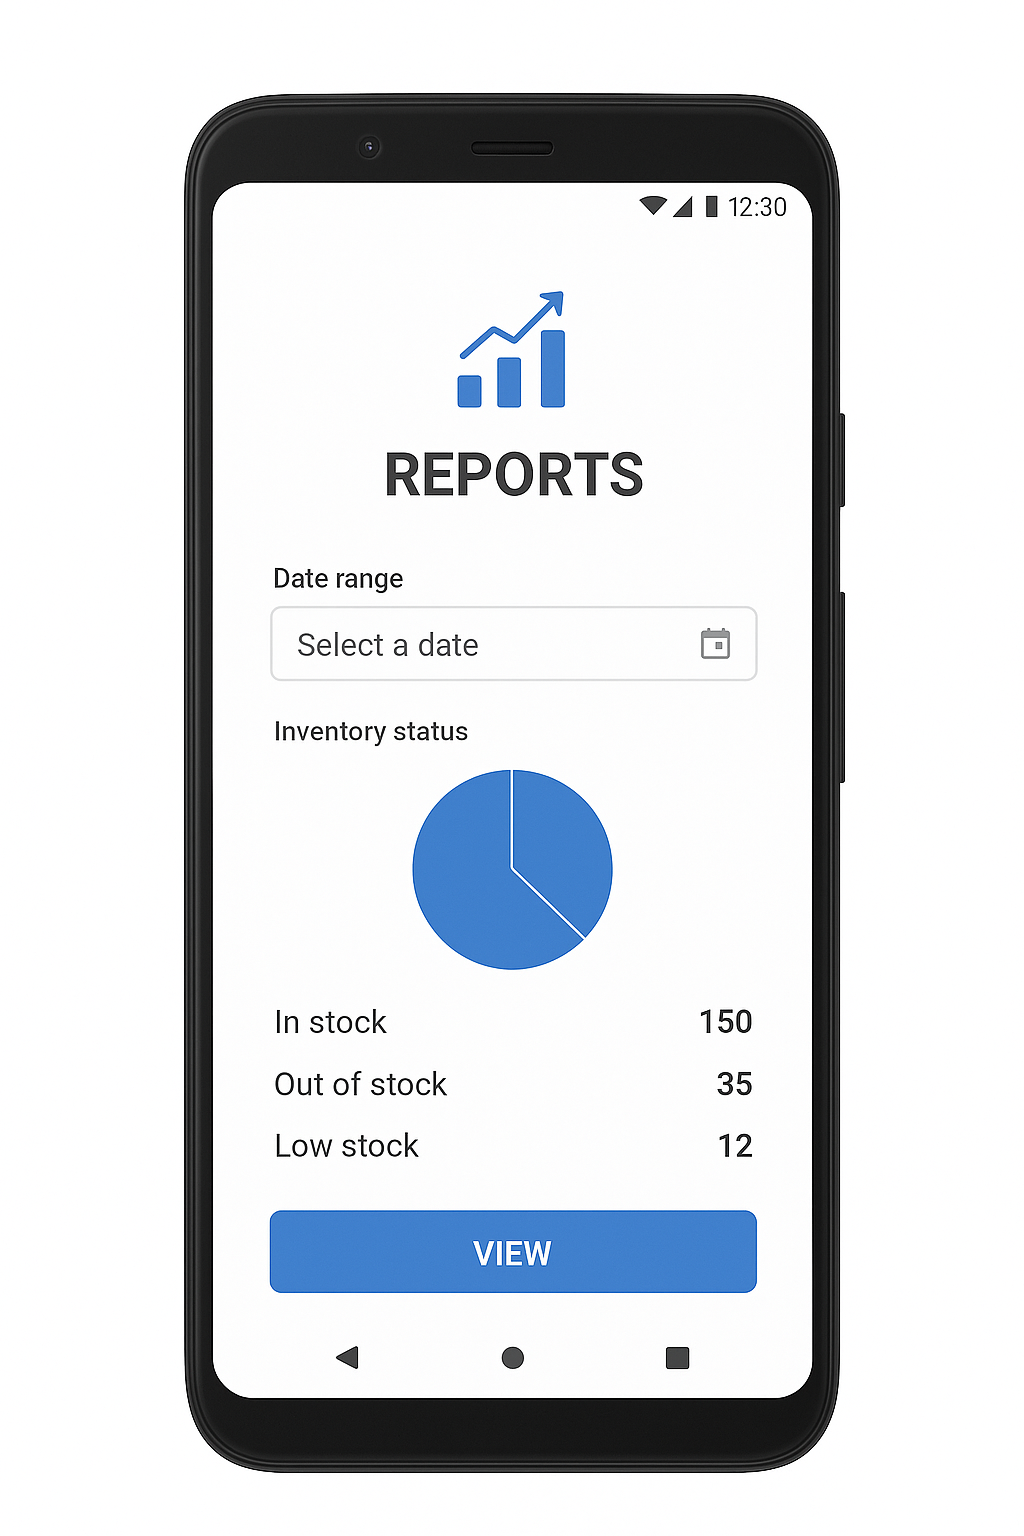 12:30
REPORTS
Date range
Select a date
Inventory status
In stock 150
Out of stock 35
Low stock 12
VIEW